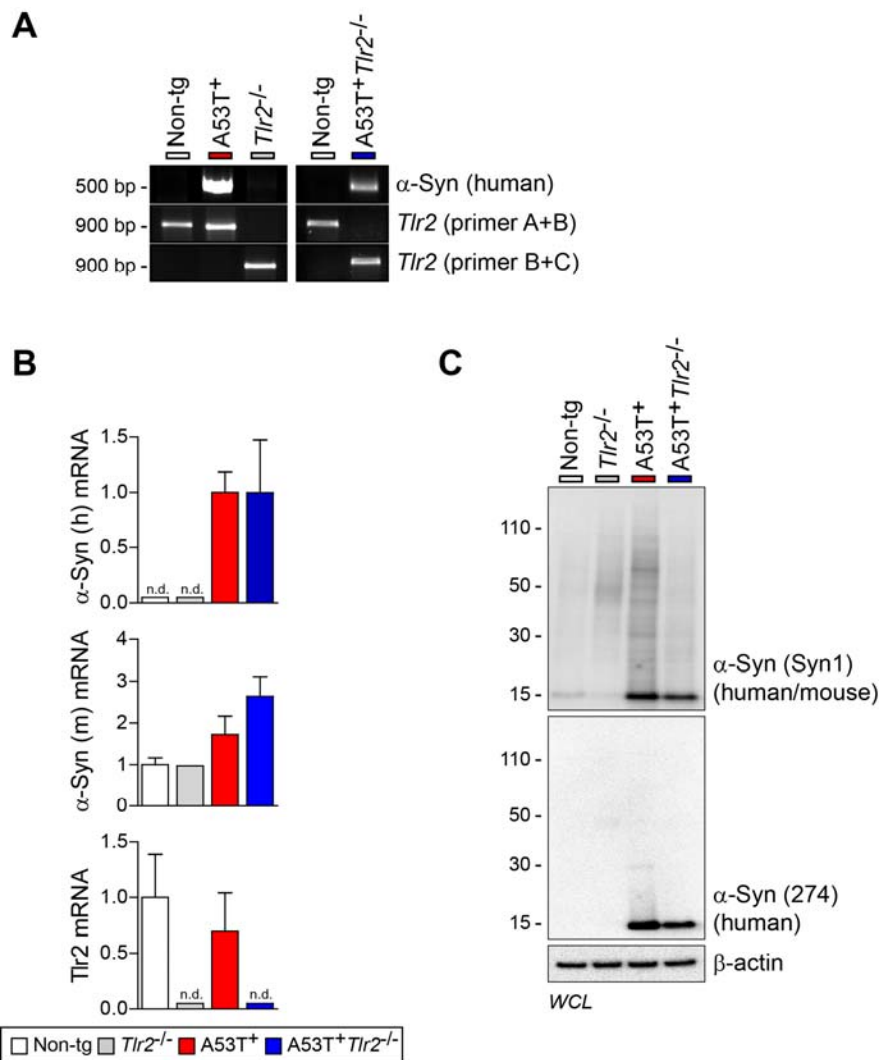 A
Non-tg
A53T+
Tlr2-/-
Non-tg
A53T+Tlr2-/-
500 bp -
α-Syn (human)
900 bp -
Tlr2 (primer A+B)
900 bp -
Tlr2 (primer B+C)
B
α-Syn (h) mRNA
1.5
1.0
0.5
0.0
n.d.
n.d.
α-Syn (m) mRNA
4
3
2
1
0
Tlr2 mRNA
1.5
1.0
0.5
0.0
n.d.
n.d.
Non-tg Tlr2-/- A53T+ A53T+Tlr2-/-
C
Non-tg
Tlr2-/-
A53T+
A53T+Tlr2-/-
110 -
50 -
30 -
15 -
α-Syn (Syn1)
(human/mouse)
110 -
50 -
30 -
15 -
α-Syn (274)
(human)
β-actin
WCL